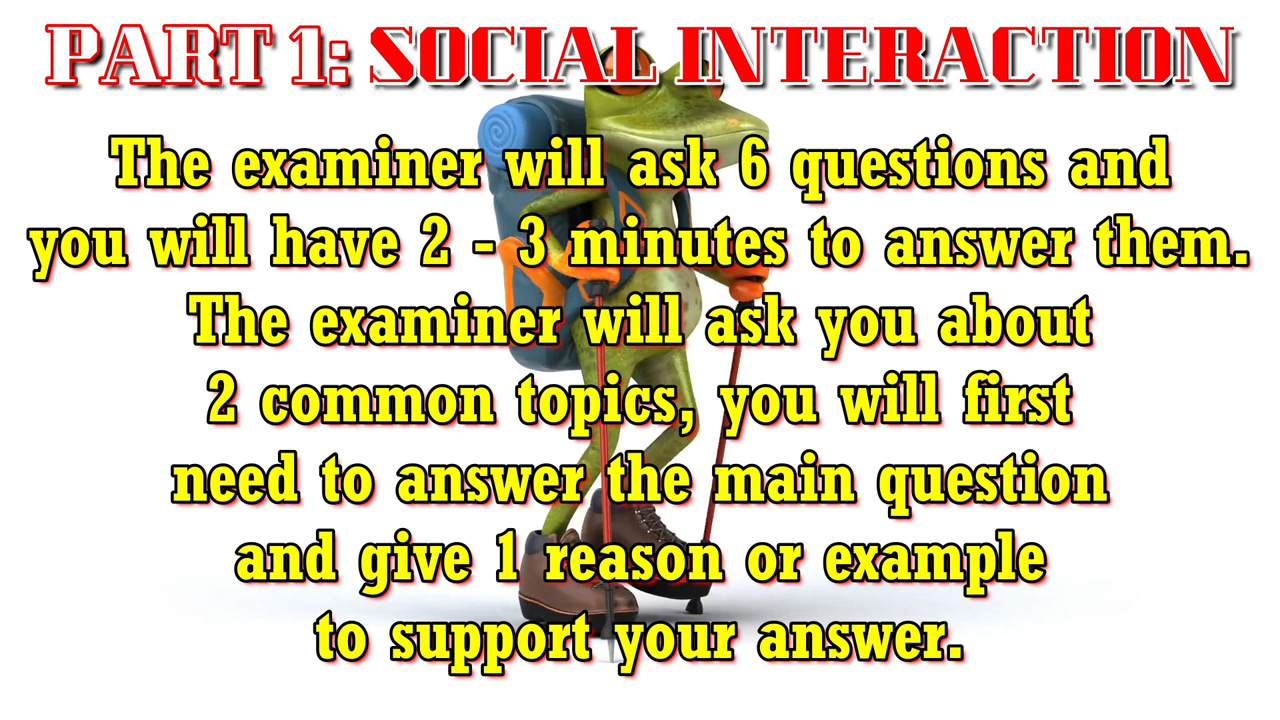 PART 1: SOCIAL INTERACTION
The examiner will ask 6 questions and
you will have 2 - 3 minutes to answer them.
The examiner will ask you about
2 common topics, you will first
need to answer the main question
and give 1 reason or example
to support your answer.